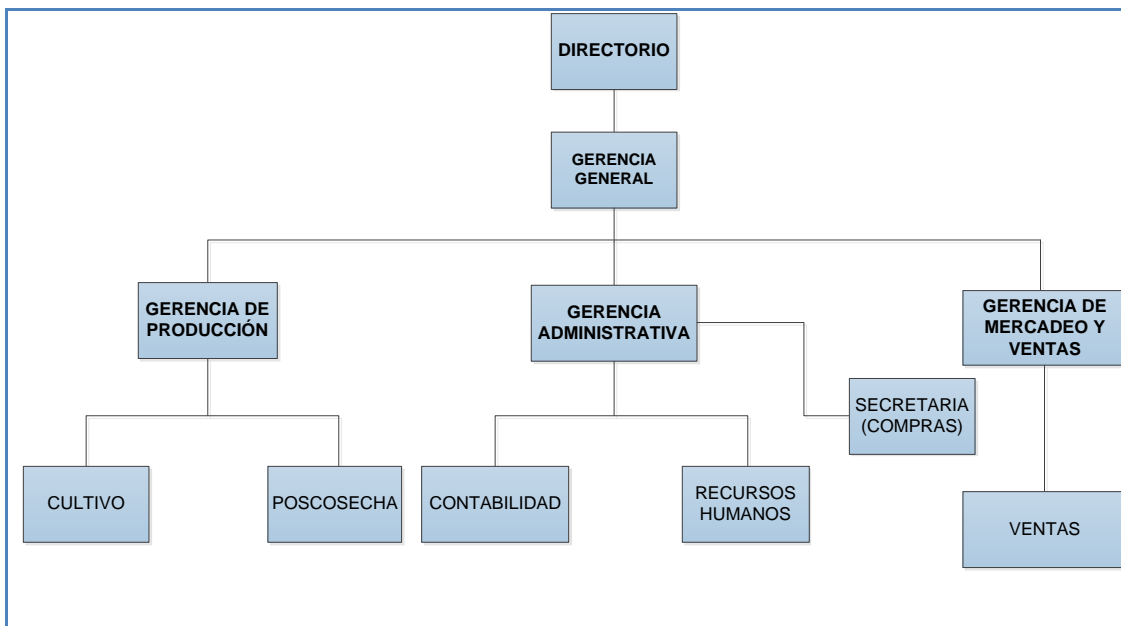 DIRECTORIO
GERENCIA
GENERAL
GERENCIA DE
PRODUCCIÓN
GERENCIA
ADMINISTRATIVA
GERENCIA DE
MERCADEO Y
VENTAS
SECRETARIA
(COMPRAS)
CULTIVO
POSCOSECHA
CONTABILIDAD
RECURSOS
HUMANOS
VENTAS